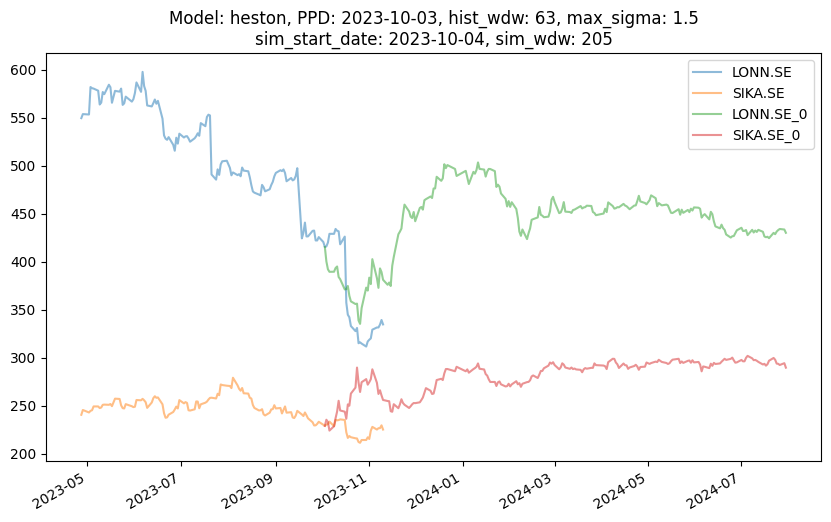 Model: heston, PPD: 2023-10-03, hist_wdw: 63, max_sigma: 1.5
sim_start_date: 2023-10-04, sim_wdw: 205
LONN.SE
SIKA.SE
LONN.SE_0
SIKA.SE_0
600
550
500
450
400
350
300
250
200
2023-05
2023-07
2023-09
2023-11
2024-01
2024-03
2024-05
2024-07